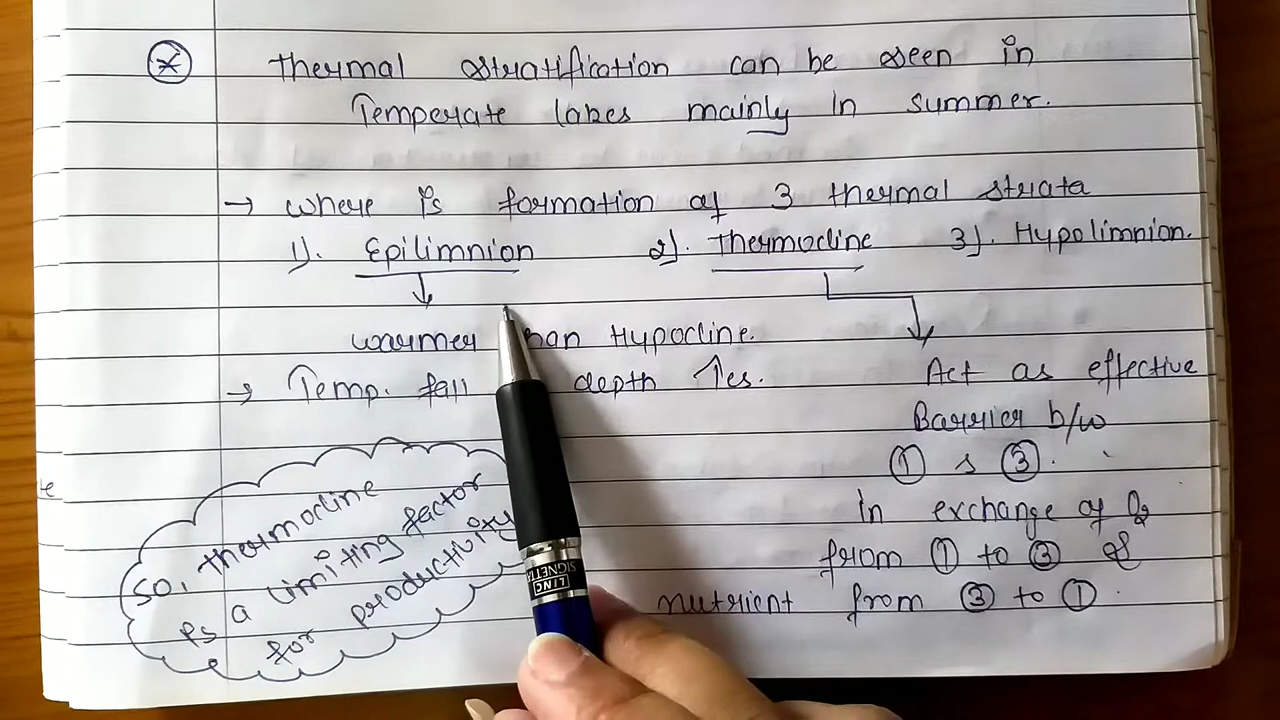 thermal stratification can be seen in
Temperate lakes mainly in summer.
→ where is formation of 3 thermal strata
1). Epilimnion 2). Thermocline 3). Hypolimnion.
warmer han Hypocline.
→ Temp. fall depth ↑es.
Act as effective
Barrier b/w
① & ③.
in exchange of O2
from ① to ③ &
nutrient from ③ to ①.
te
so, thermocline
is a limiting factor
for productivity
LINC
SIGNETTA